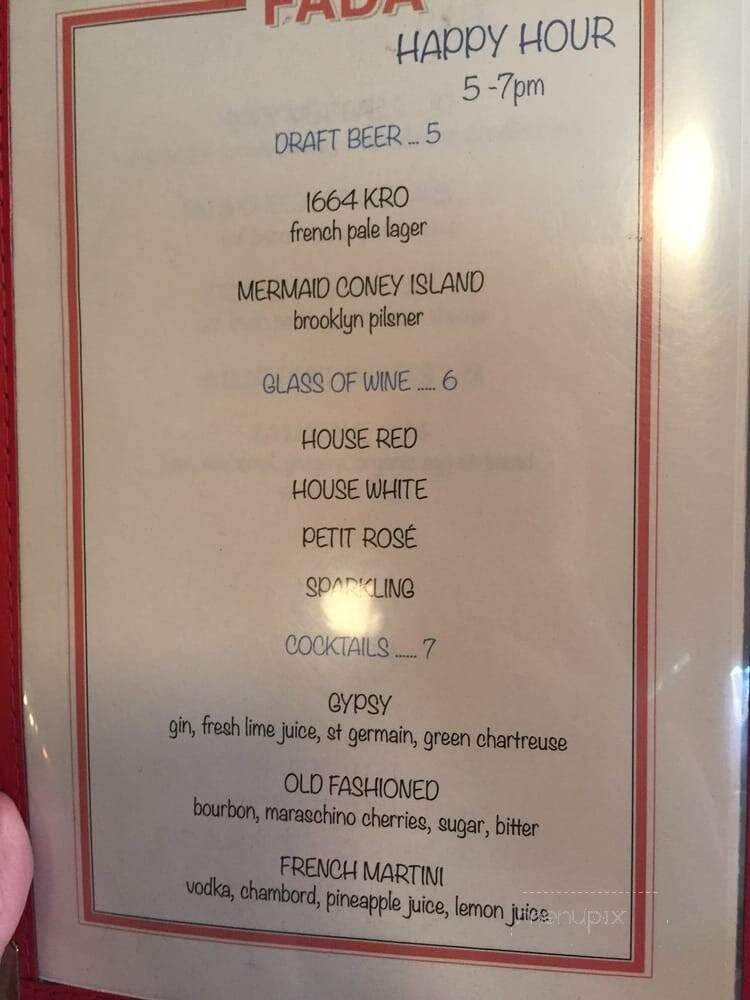 FADA
HAPPY HOUR
5 -7pm
DRAFT BEER ... 5
1664 KRO
french pale lager
MERMAID CONEY ISLAND
brooklyn pilsner
GLASS OF WINE ..... 6
HOUSE RED
HOUSE WHITE
PETIT ROSÉ
SPARKLING
COCKTAILS ...... 7
GYPSY
gin, fresh lime juice, st germain, green chartreuse
OLD FASHIONED
bourbon, maraschino cherries, sugar, bitter
FRENCH MARTINI
vodka, chambord, pineapple juice, lemon juice
menupix